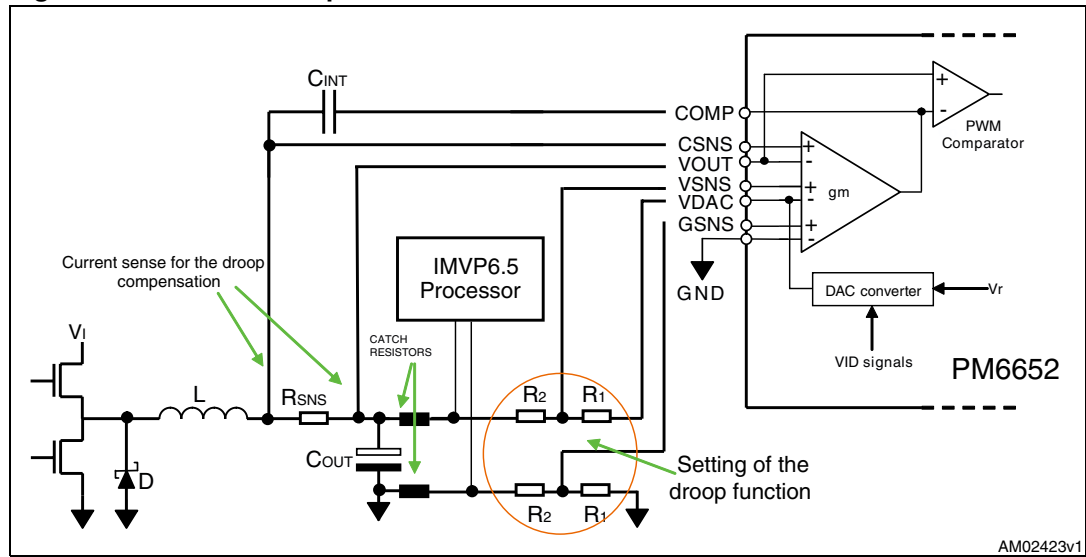 CINT
COMP
CSNS
VOUT
VSNS
VDAC
GSNS
+
-
PWM
Comparator
+
-
+
-
+
-
gm
GND
Current sense for the droop
compensation
IMVP6.5
Processor
DAC converter
Vr
VID signals
PM6652
VI
CATCH
RESISTORS
L
RSNS
R2
R1
D
COUT
R2
R1
Setting of the
droop function
AM02423v1